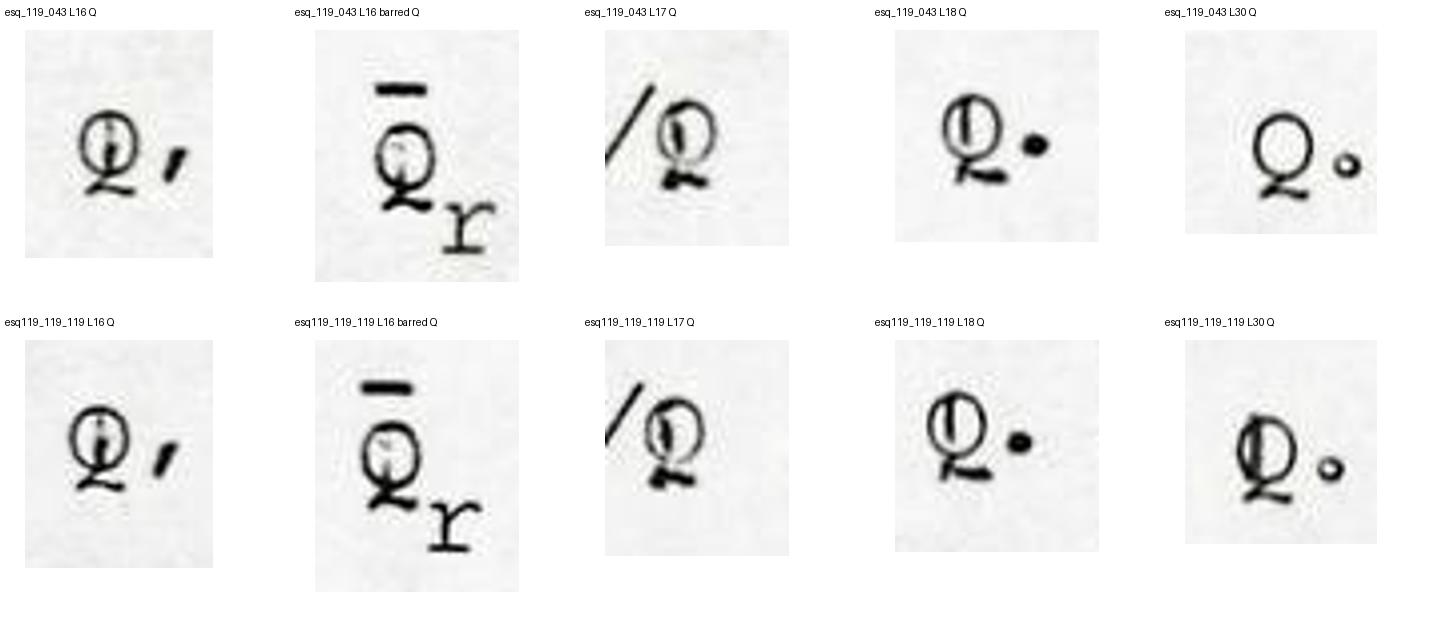 esq_119_043 L16 Q
esq_119_043 L16 barred Q
esq_119_043 L17 Q
esq_119_043 L18 Q
esq_119_043 L30 Q
Q,
Q̄r
/Q
Q.
Q.
esq119_119_119 L16 Q
esq119_119_119 L16 barred Q
esq119_119_119 L17 Q
esq119_119_119 L18 Q
esq119_119_119 L30 Q
Q,
Q̄r
/Q
Q.
Q.